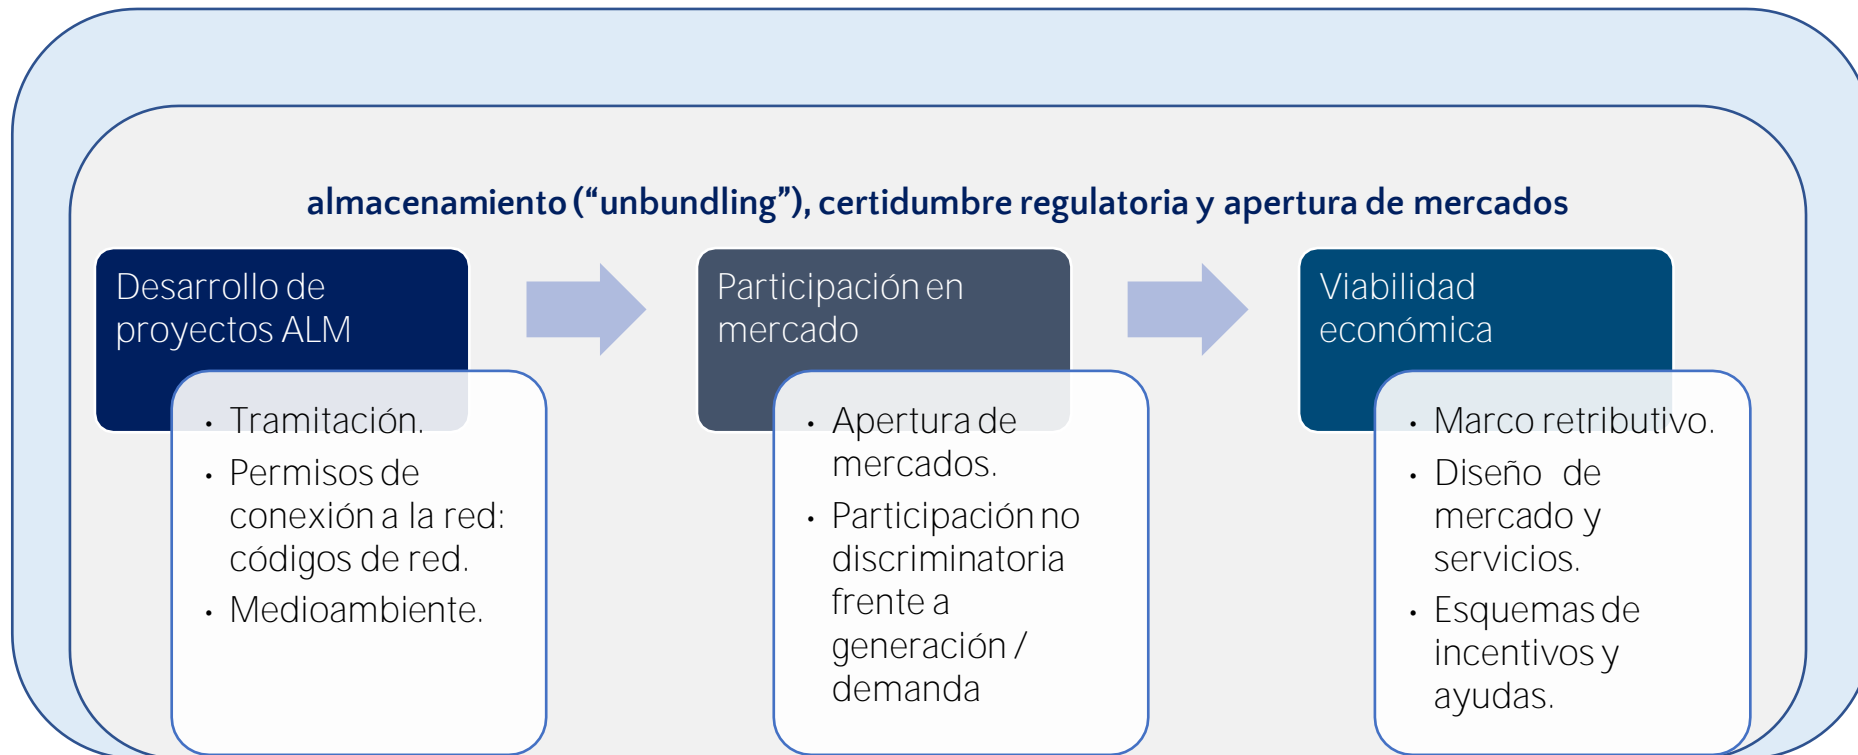 almacenamiento (“unbundling”), certidumbre regulatoria y apertura de mercados
Desarrollo de
proyectos ALM
· Tramitación.
· Permisos de
conexión a la red:
códigos de red.
· Medioambiente.
Participación en
mercado
· Apertura de
mercados.
· Participación no
discriminatoria
frente a
generación /
demanda
Viabilidad
económica
· Marco retributivo.
· Diseño de
mercado y
servicios.
· Esquemas de
incentivos y
ayudas.